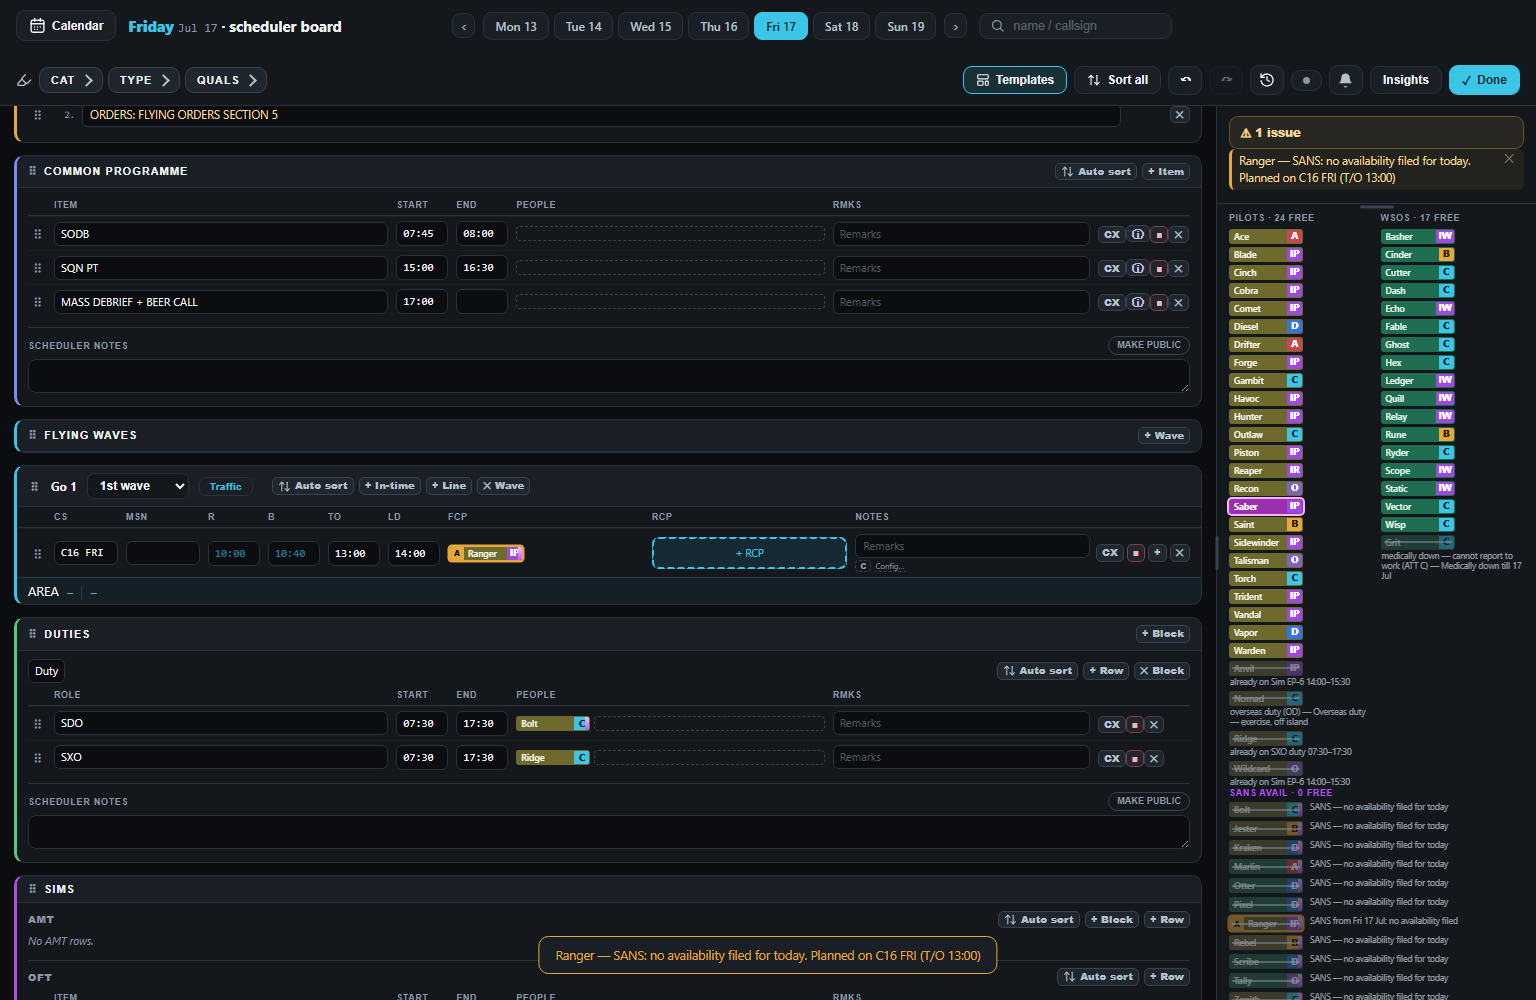 Calendar
Friday Jul 17 · scheduler board
‹ Mon 13 Tue 14 Wed 15 Thu 16 Fri 17 Sat 18 Sun 19 ›
name / callsign
CAT TYPE QUALS
Templates Sort all Insights ✓ Done
2. ORDERS: FLYING ORDERS SECTION 5
COMMON PROGRAMME
Auto sort + Item
ITEM START END PEOPLE RMKS
SODB 07:45 08:00 Remarks CX
SQN PT 15:00 16:30 Remarks CX
MASS DEBRIEF + BEER CALL 17:00 Remarks CX
SCHEDULER NOTES MAKE PUBLIC
FLYING WAVES + Wave
Go 1 1st wave Traffic Auto sort + In-time + Line ✕ Wave
CS MSN R B TO LD FCP RCP NOTES
C16 FRI 10:00 10:40 13:00 14:00 A Ranger IP + RCP Remarks CX
C Config...
AREA – | –
DUTIES + Block
Duty Auto sort + Row ✕ Block
ROLE START END PEOPLE RMKS
SDO 07:30 17:30 Bolt C Remarks CX
SXO 07:30 17:30 Ridge C Remarks CX
SCHEDULER NOTES MAKE PUBLIC
SIMS
AMT Auto sort + Block + Row
No AMT rows.
OFT Auto sort + Row
ITEM START END PEOPLE RMKS
Ranger — SANS: no availability filed for today. Planned on C16 FRI (T/O 13:00)
⚠ 1 issue
Ranger — SANS: no availability filed for today.
Planned on C16 FRI (T/O 13:00)
PILOTS · 24 FREE
Ace A
Blade IP
Cinch IP
Cobra IP
Comet IP
Diesel D
Drifter A
Forge IP
Gambit C
Havoc IP
Hunter IP
Outlaw C
Piston IP
Reaper IR
Recon O
Saber IP
Saint B
Sidewinder IP
Talisman O
Torch C
Trident IP
Vandal IP
Vapor D
Warden IP
Anvil IP
already on Sim EP-6 14:00–15:30
Nomad C
overseas duty (OD) — Overseas duty
— exercise, off island
Ridge C
already on SXO duty 07:30–17:30
Wildcard O
already on Sim EP-6 14:00–15:30
WSOS · 17 FREE
Basher IW
Cinder B
Cutter C
Dash C
Echo IW
Fable C
Ghost C
Hex C
Ledger IW
Quill IW
Relay IW
Rune B
Ryder C
Scope IW
Static IW
Vector C
Wisp C
Grit C
medically down — cannot report to
work (ATT C) — Medically down till 17
Jul
SANS AVAIL · 0 FREE
Bolt C SANS — no availability filed for today
Jester B SANS — no availability filed for today
Kraken D SANS — no availability filed for today
Marlin A SANS — no availability filed for today
Otter D SANS — no availability filed for today
Pixel D SANS — no availability filed for today
A Ranger IP SANS from Fri 17 Jul: no availability filed
Rebel B SANS — no availability filed for today
Scribe D SANS — no availability filed for today
Tally O SANS — no availability filed for today
Zenith SANS — no availability filed for today